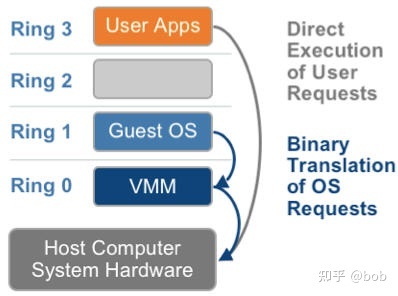 Ring 3
User Apps
Ring 2
Ring 1
Guest OS
Ring 0
VMM
Host Computer
System Hardware
Direct
Execution
of User
Requests
Binary
Translation
of OS
Requests
知乎 @bob